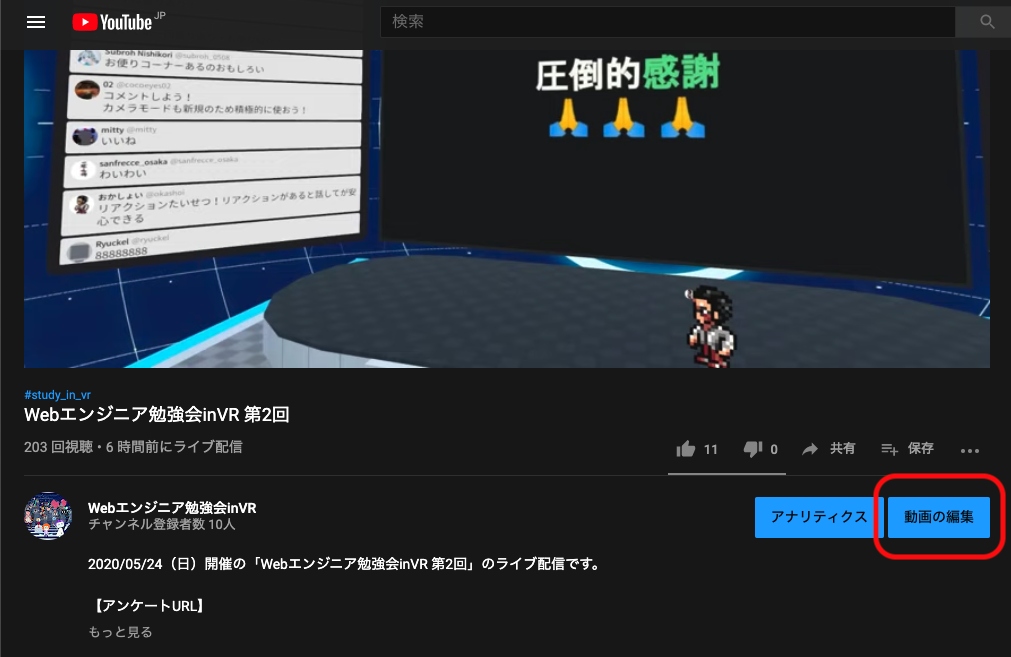 YouTube JP
検索
Subroh Nishikori @subroh_0508
お便りコーナーあるのおもしろい
02 @cocoeyes02
コメントしよう！
カメラモードも新規のため積極的に使おう！
mitty @mitty
いいね
sanfrecce_osaka @sanfrecce_osaka
わいわい
おかしょい @okashoi
リアクションたいせつ！リアクションがあると話してが安
心できる
Ryuckel @ryuckel
88888888
圧倒的感謝
🙏🙏🙏
#study_in_vr
Webエンジニア勉強会inVR 第2回
203 回視聴・6 時間前にライブ配信
11 0 共有 保存
Webエンジニア勉強会inVR
チャンネル登録者数 10人
アナリティクス 動画の編集
2020/05/24（日）開催の「Webエンジニア勉強会inVR 第2回」のライブ配信です。
【アンケートURL】
もっと見る